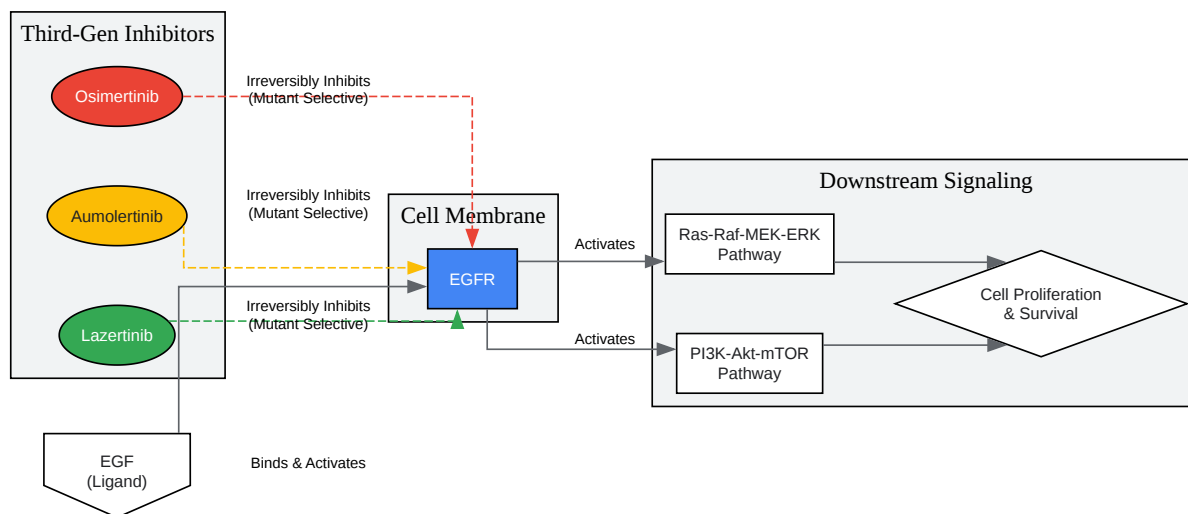 Third-Gen Inhibitors
Osimertinib
Irreversibly Inhibits
(Mutant Selective)
Aumolertinib
Irreversibly Inhibits
(Mutant Selective)
Lazertinib
Irreversibly Inhibits
(Mutant Selective)
EGF
(Ligand)
Binds & Activates
Cell Membrane
EGFR
Activates
Activates
Downstream Signaling
Ras-Raf-MEK-ERK
Pathway
PI3K-Akt-mTOR
Pathway
Cell Proliferation
& Survival